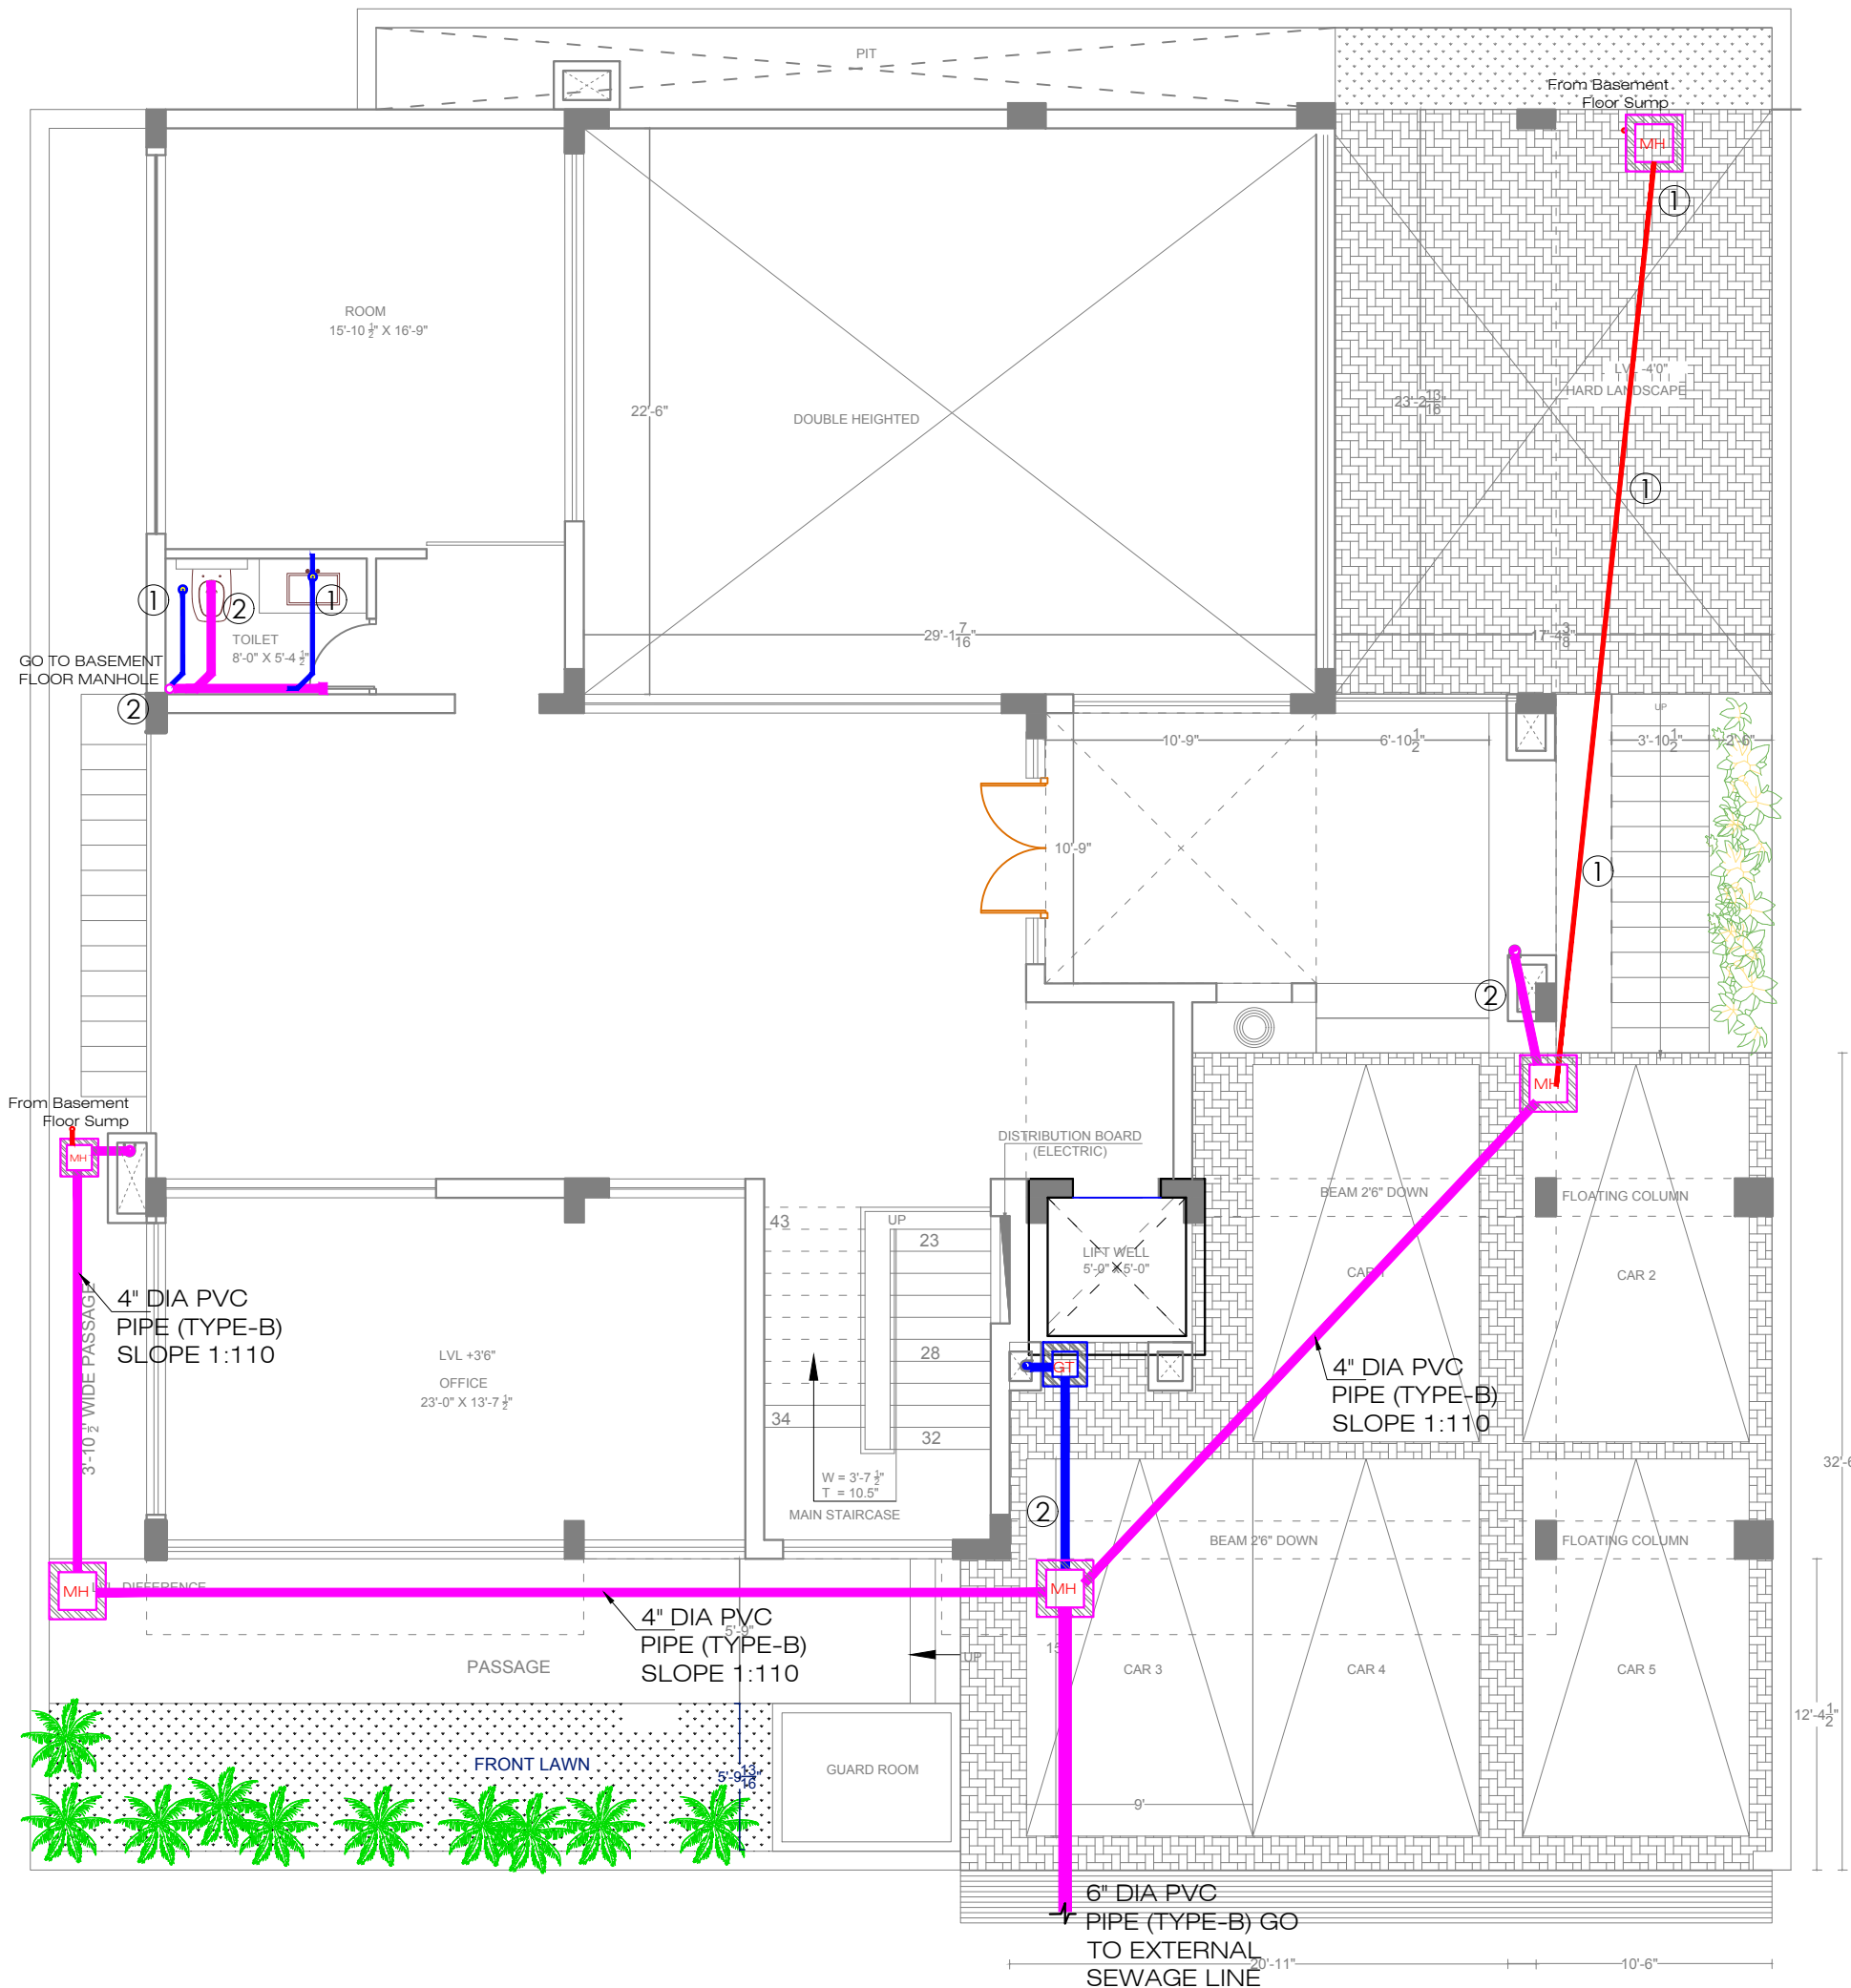 PIT
From Basement
Floor Sump
MH
①
ROOM
15'-10 ½" X 16'-9"
22'-6"
DOUBLE HEIGHTED
23'-2 13/16"
HARD LANDSCAPE
①
①
②
①
TOILET
8'-0" X 5'-4 ½"
29'-1 7/16"
17'-4 3/8"
GO TO BASEMENT
FLOOR MANHOLE
②
UP
10'-9"
6'-10 1/2"
3'-10 1/2"
2'-6"
10'-9"
①
②
MH
From Basement
Floor Sump
MH
DISTRIBUTION BOARD
(ELECTRIC)
BEAM 2'6" DOWN
FLOATING COLUMN
43
UP
23
LIFT WELL
5'-0" X 5'-0"
CAR 2
4" DIA PVC
PIPE (TYPE-B)
SLOPE 1:110
3'-10 ½" WIDE PASSAGE
LVL +3'6"
OFFICE
23'-0" X 13'-7 ½"
28
GT
4" DIA PVC
PIPE (TYPE-B)
SLOPE 1:110
34
32
W = 3'-7 ½"
T = 10.5"
MAIN STAIRCASE
②
BEAM 2'6" DOWN
FLOATING COLUMN
MH
LVL DIFFERENCE
MH
4" DIA PVC
PIPE (TYPE-B)
SLOPE 1:110
5'-9"
PASSAGE
UP
CAR 3
CAR 4
CAR 5
12'-4 1/2"
FRONT LAWN
5'-9 13/16"
GUARD ROOM
9'
6" DIA PVC
PIPE (TYPE-B) GO
TO EXTERNAL
SEWAGE LINE
20'-11"
10'-6"